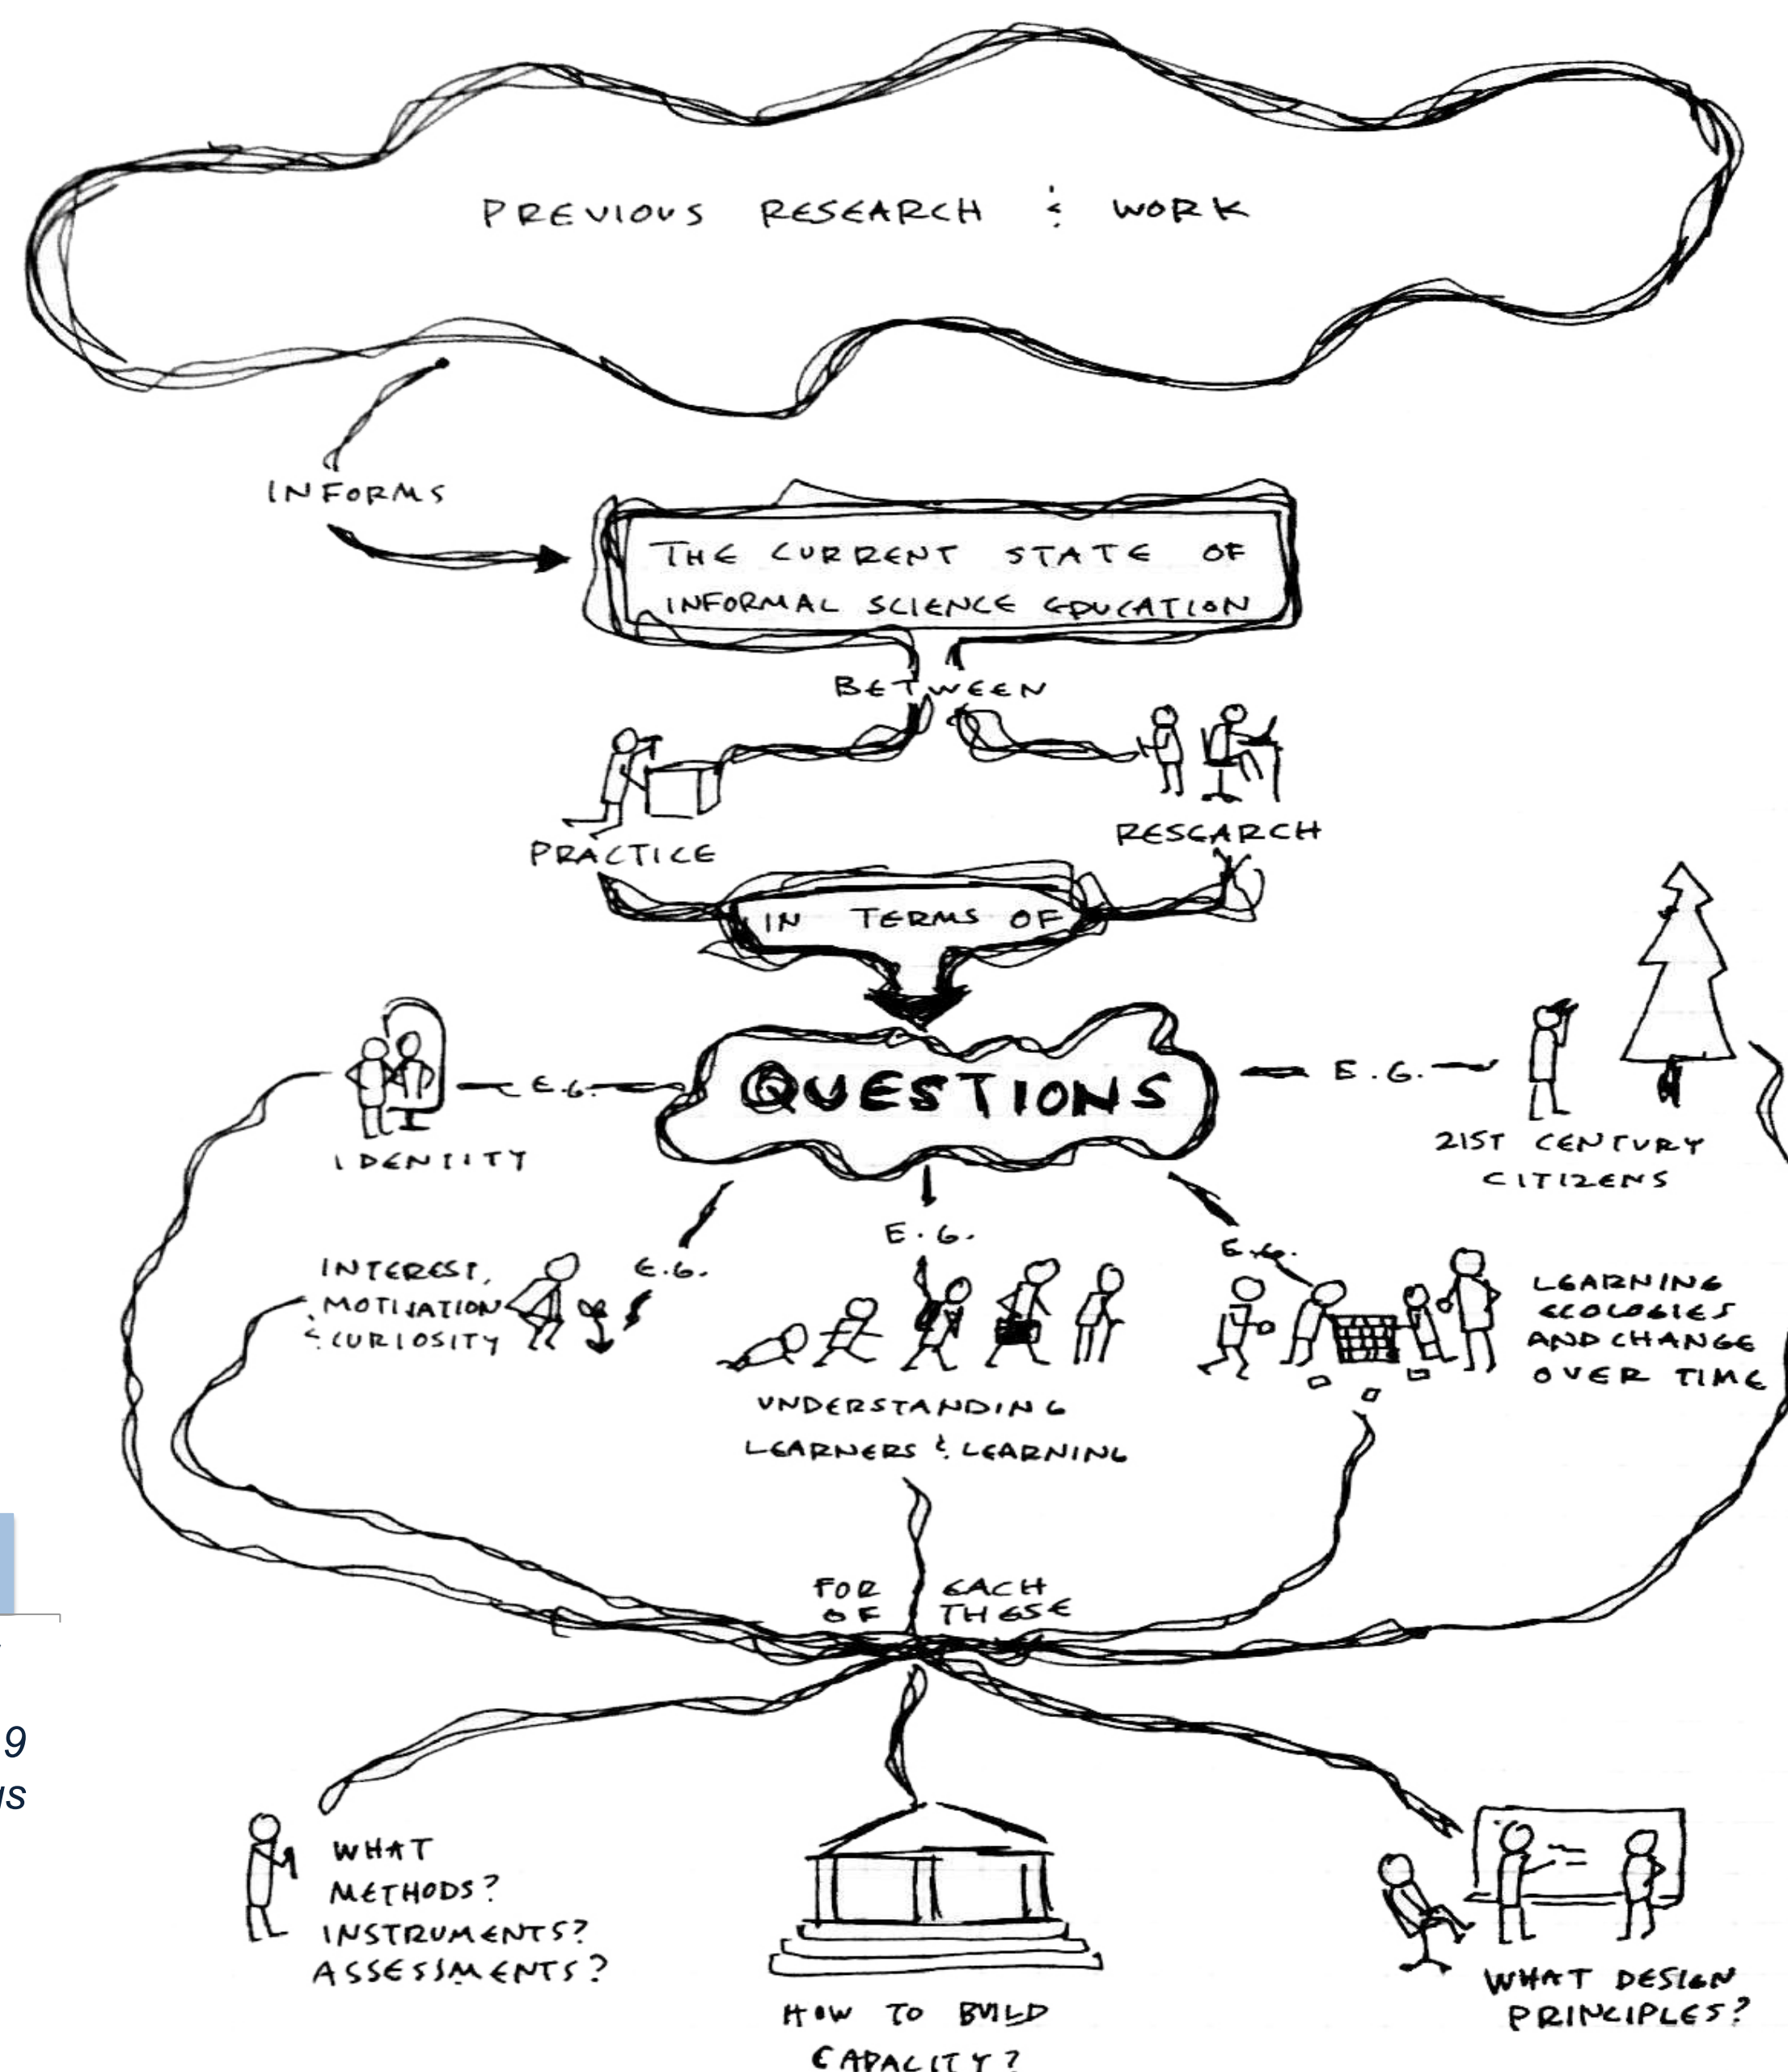 PREVIOUS RESEARCH & WORK
INFORMS
THE CURRENT STATE OF
INFORMAL SCIENCE EDUCATION
BETWEEN
PRACTICE
RESEARCH
IN TERMS OF
QUESTIONS
E.G.
E.G.
IDENTITY
21ST CENTURY
CITIZENS
E.G.
E.G.
E.G.
INTEREST,
MOTIVATION
& CURIOSITY
LEARNING
ECOLOGIES
AND CHANGE
OVER TIME
UNDERSTANDING
LEARNERS & LEARNING
FOR EACH
OF THESE
9
us
WHAT
METHODS?
INSTRUMENTS?
ASSESSMENTS?
HOW TO BUILD
CAPACITY?
WHAT DESIGN
PRINCIPLES?